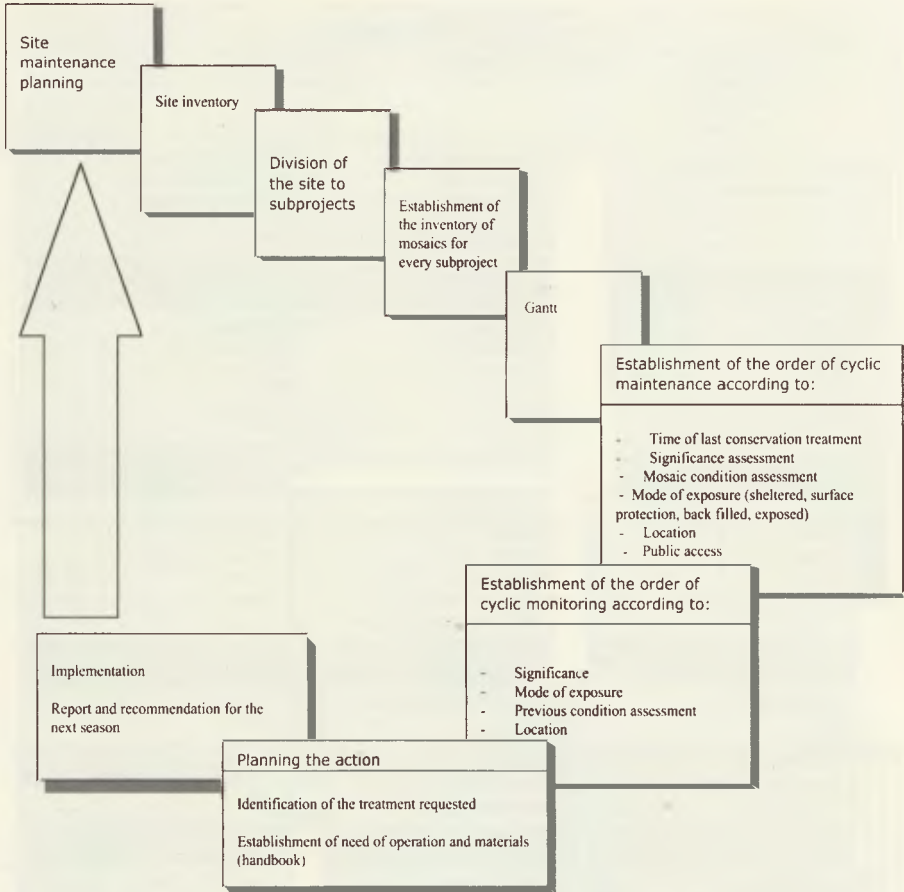 Site
maintenance
planning
Site inventory
Division of
the site to
subprojects
Establishment of
the inventory of
mosaics for
every subproject
Gantt
Establishment of the order of cyclic
maintenance according to:
- Time of last conservation treatment
- Significance assessment
- Mosaic condition assessment
- Mode of exposure (sheltered, surface
protection, back filled, exposed)
- Location
- Public access
Establishment of the order of
cyclic monitoring according to:
- Significance
- Mode of exposure
- Previous condition assessment
- Location
Planning the action
Identification of the treatment requested
Establishment of need of operation and materials
(handbook)
Implementation
Report and recommendation for the
next season